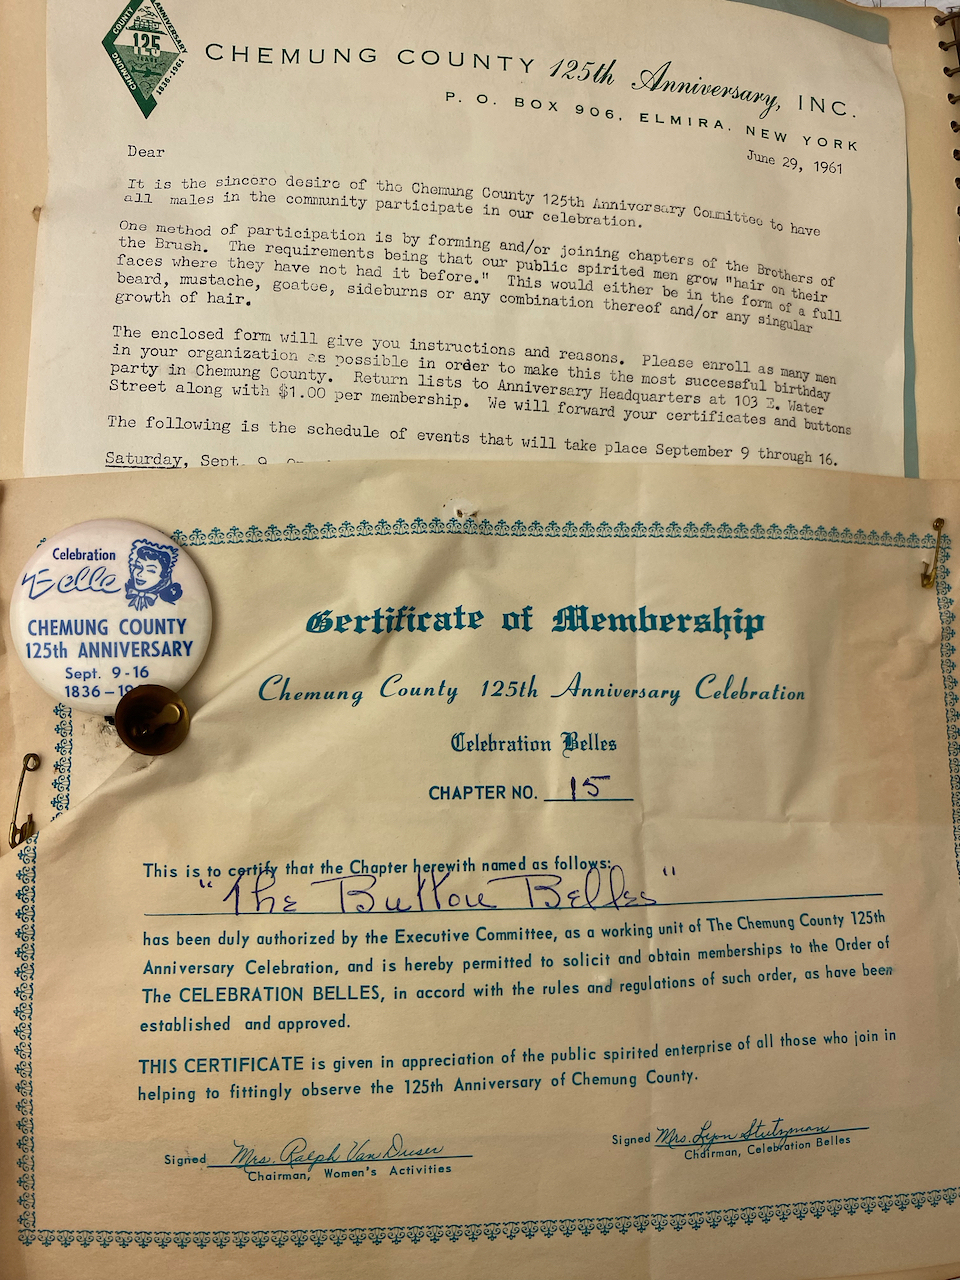 CHEMUNG COUNTY
ANNIVERSARY
125
YEARS
CHEMUNG
1836-1961
CHEMUNG COUNTY 125th Anniversary, INC.
P. O. BOX 906, ELMIRA, NEW YORK
June 29, 1961
Dear
It is the sincere desire of the Chemung County 125th Anniversary Committee to have
all males in the community participate in our celebration.
One method of participation is by forming and/or joining chapters of the Brothers of
the Brush. The requirements being that our public spirited men grow "hair on their
faces where they have not had it before." This would either be in the form of a full
beard, mustache, goatee, sideburns or any combination thereof and/or any singular
growth of hair.
The enclosed form will give you instructions and reasons. Please enroll as many men
in your organization as possible in order to make this the most successful birthday
party in Chemung County. Return lists to Anniversary Headquarters at 103 E. Water
Street along with $1.00 per membership. We will forward your certificates and buttons
The following is the schedule of events that will take place September 9 through 16.
Saturday, Sept. 9
Celebration
Belle
CHEMUNG COUNTY
125th ANNIVERSARY
Sept. 9-16
1836-19
Certificate of Membership
Chemung County 125th Anniversary Celebration
Celebration Belles
CHAPTER NO. 15
This is to certify that the Chapter herewith named as follows:
"The Button Belles"
has been duly authorized by the Executive Committee, as a working unit of The Chemung County 125th
Anniversary Celebration, and is hereby permitted to solicit and obtain memberships to the Order of
The CELEBRATION BELLES, in accord with the rules and regulations of such order, as have been
established and approved.
THIS CERTIFICATE is given in appreciation of the public spirited enterprise of all those who join in
helping to fittingly observe the 125th Anniversary of Chemung County.
Signed Mrs. Ralph Van Duser
Chairman, Women's Activities
Signed Mrs. Lynn Stutzman
Chairman, Celebration Belles